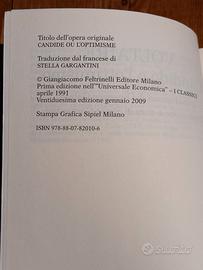 Titolo dell'opera originale
CANDIDE OU L'OPTIMISME
Traduzione dal francese di
STELLA GARGANTINI
© Giangiacomo Feltrinelli Editore Milano
Prima edizione nell'"Universale Economica" – I CLASSICI
aprile 1991
Ventiduesima edizione gennaio 2009
Stampa Grafica Sipiel Milano
ISBN 978-88-07-82010-6
subito